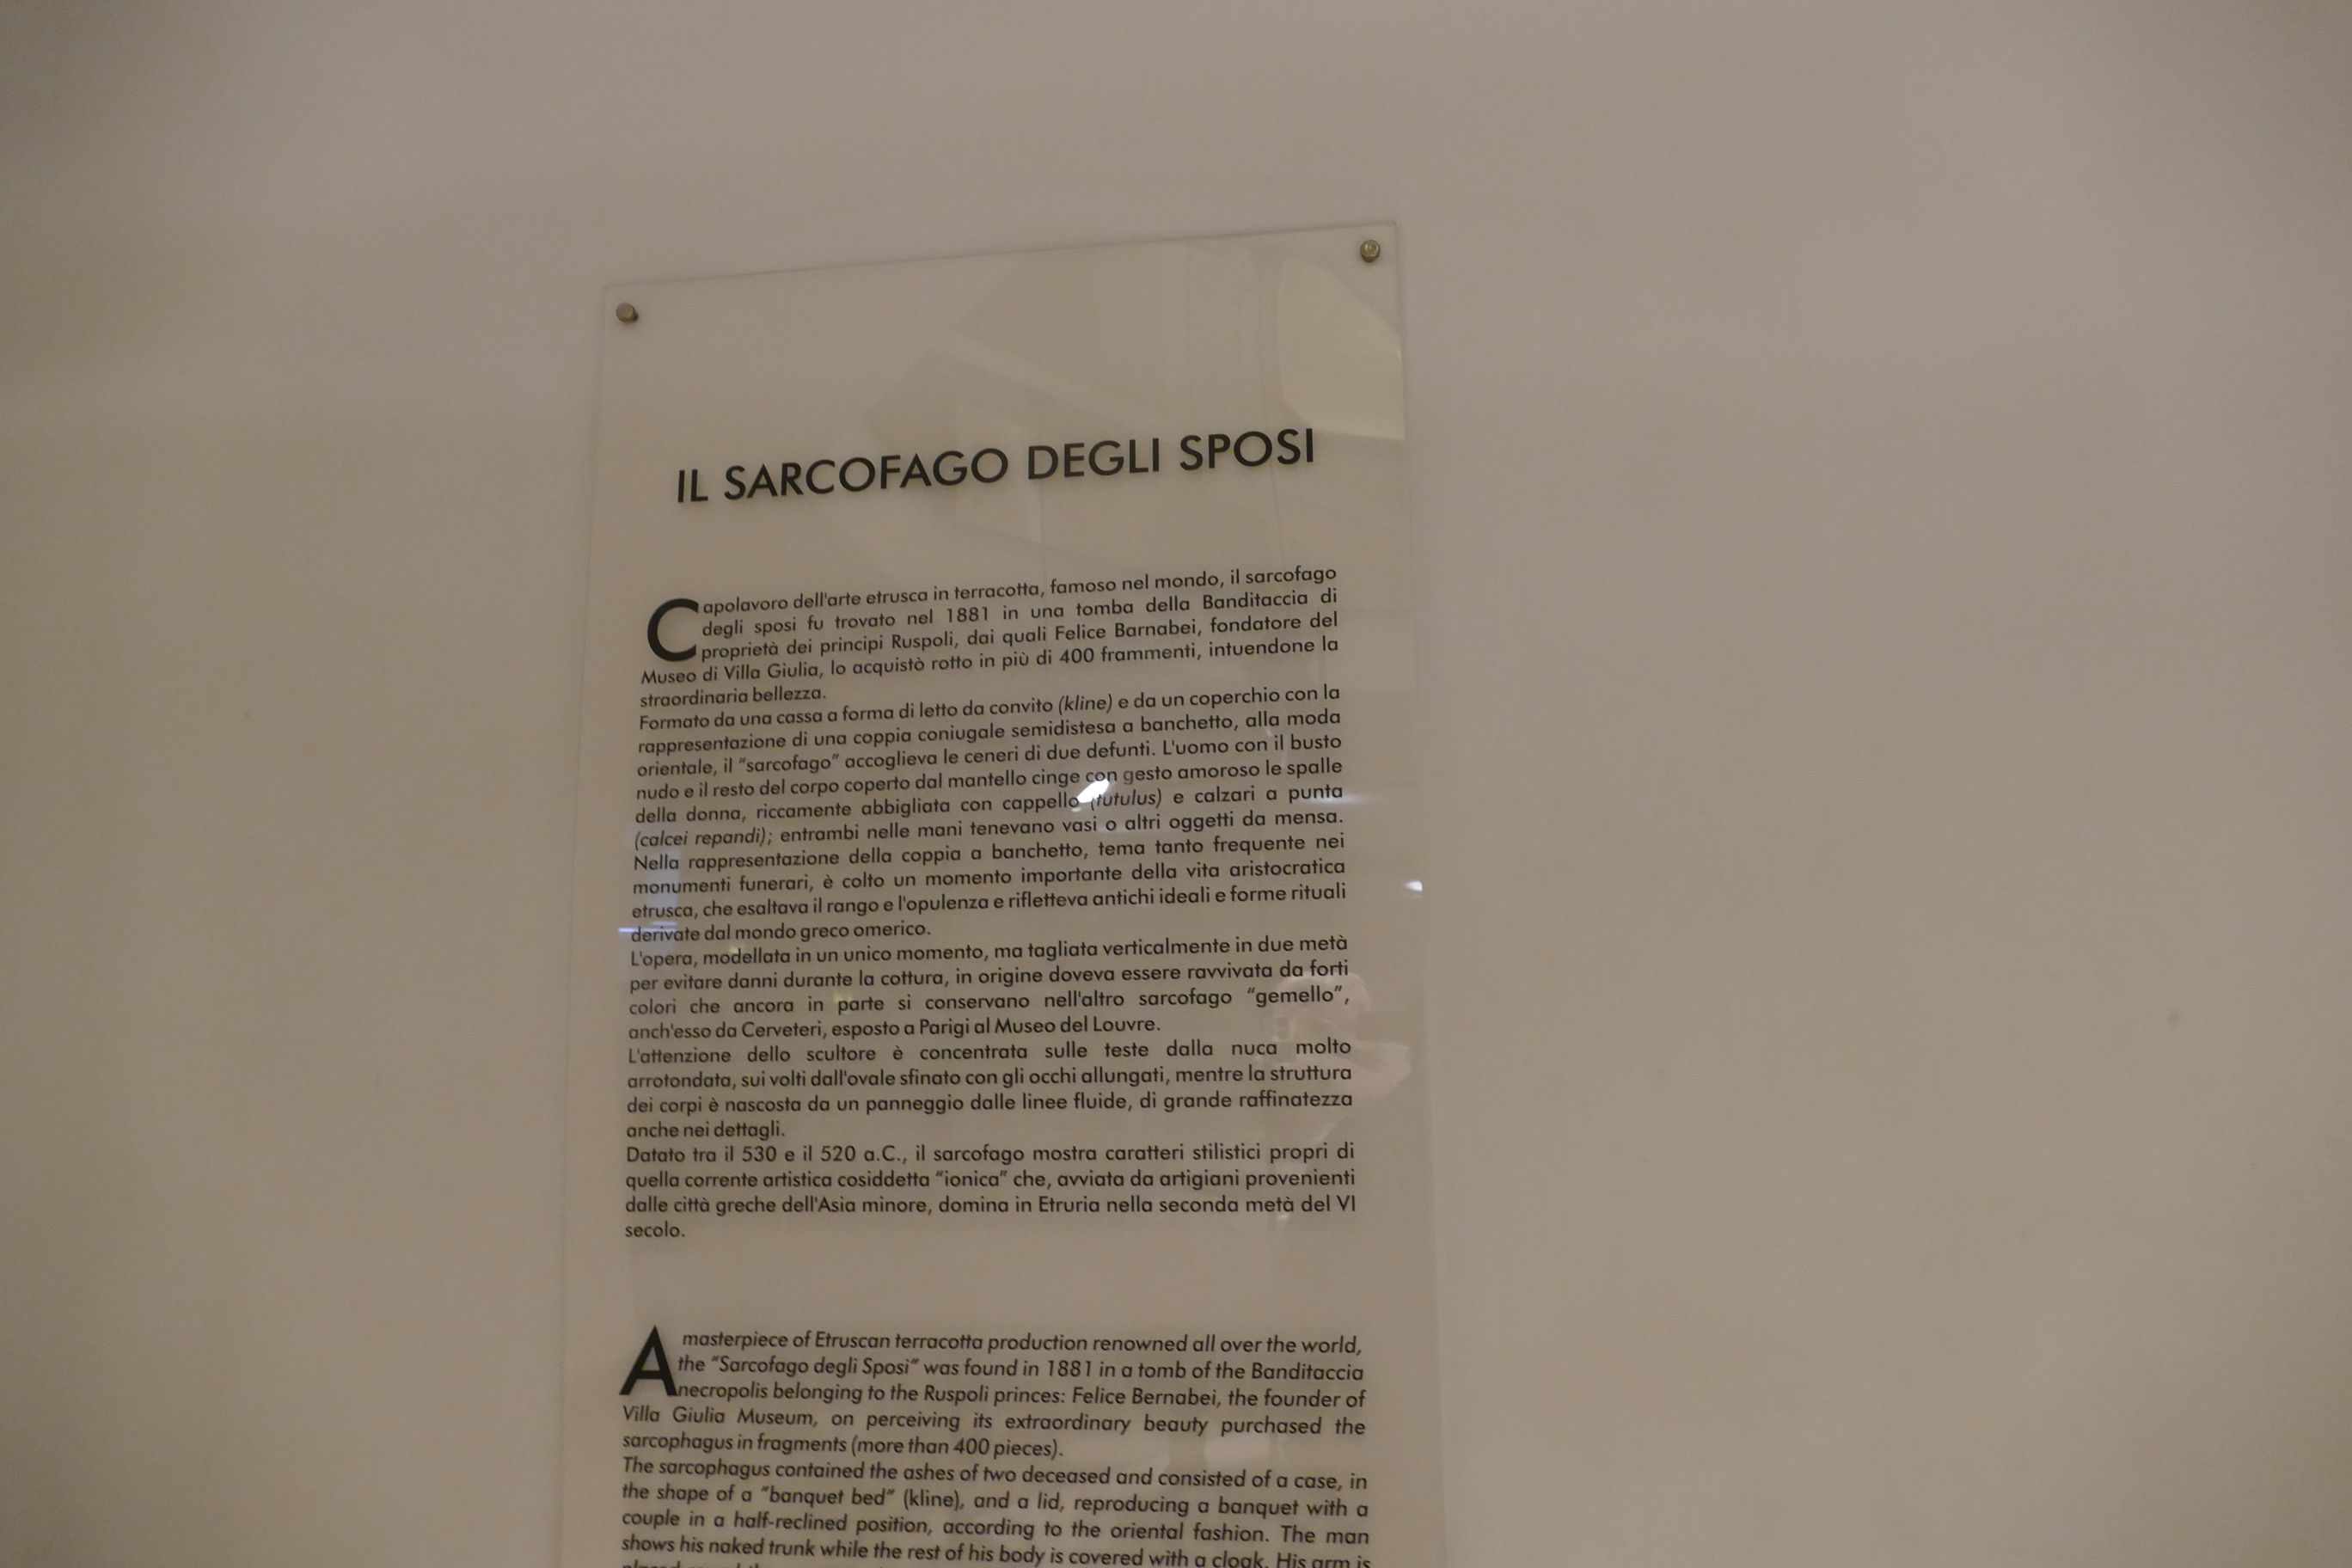 IL SARCOFAGO DEGLI SPOSI
Capolavoro dell'arte etrusca in terracotta, famoso nel mondo, il sarcofago
degli sposi fu trovato nel 1881 in una tomba della Banditaccia di
proprietà dei principi Ruspoli, dai quali Felice Barnabei, fondatore del
Museo di Villa Giulia, lo acquistò rotto in più di 400 frammenti, intuendone la
straordinaria bellezza.
Formato da una cassa a forma di letto da convito (kline) e da un coperchio con la
rappresentazione di una coppia coniugale semidistesa a banchetto, alla moda
orientale, il "sarcofago" accoglieva le ceneri di due defunti. L'uomo con il busto
nudo e il resto del corpo coperto dal mantello cinge con gesto amoroso le spalle
della donna, riccamente abbigliata con cappello (tutulus) e calzari a punta
(calcei repandi); entrambi nelle mani tenevano vasi o altri oggetti da mensa.
Nella rappresentazione della coppia a banchetto, tema tanto frequente nei
monumenti funerari, è colto un momento importante della vita aristocratica
etrusca, che esaltava il rango e l'opulenza e rifletteva antichi ideali e forme rituali
derivate dal mondo greco omerico.
L'opera, modellata in un unico momento, ma tagliata verticalmente in due metà
per evitare danni durante la cottura, in origine doveva essere ravvivata da forti
colori che ancora in parte si conservano nell'altro sarcofago "gemello",
anch'esso da Cerveteri, esposto a Parigi al Museo del Louvre.
L'attenzione dello scultore è concentrata sulle teste dalla nuca molto
arrotondata, sui volti dall'ovale sfinato con gli occhi allungati, mentre la struttura
dei corpi è nascosta da un panneggio dalle linee fluide, di grande raffinatezza
anche nei dettagli.
Datato tra il 530 e il 520 a.C., il sarcofago mostra caratteri stilistici propri di
quella corrente artistica cosiddetta "ionica" che, avviata da artigiani provenienti
dalle città greche dell'Asia minore, domina in Etruria nella seconda metà del VI
secolo.
A masterpiece of Etruscan terracotta production renowned all over the world,
the "Sarcofago degli Sposi" was found in 1881 in a tomb of the Banditaccia
necropolis belonging to the Ruspoli princes: Felice Bernabei, the founder of
Villa Giulia Museum, on perceiving its extraordinary beauty purchased the
sarcophagus in fragments (more than 400 pieces).
The sarcophagus contained the ashes of two deceased and consisted of a case, in
the shape of a "banquet bed" (kline), and a lid, reproducing a banquet with a
couple in a half-reclined position, according to the oriental fashion. The man
shows his naked trunk while the rest of his body is covered with a cloak. His arm is